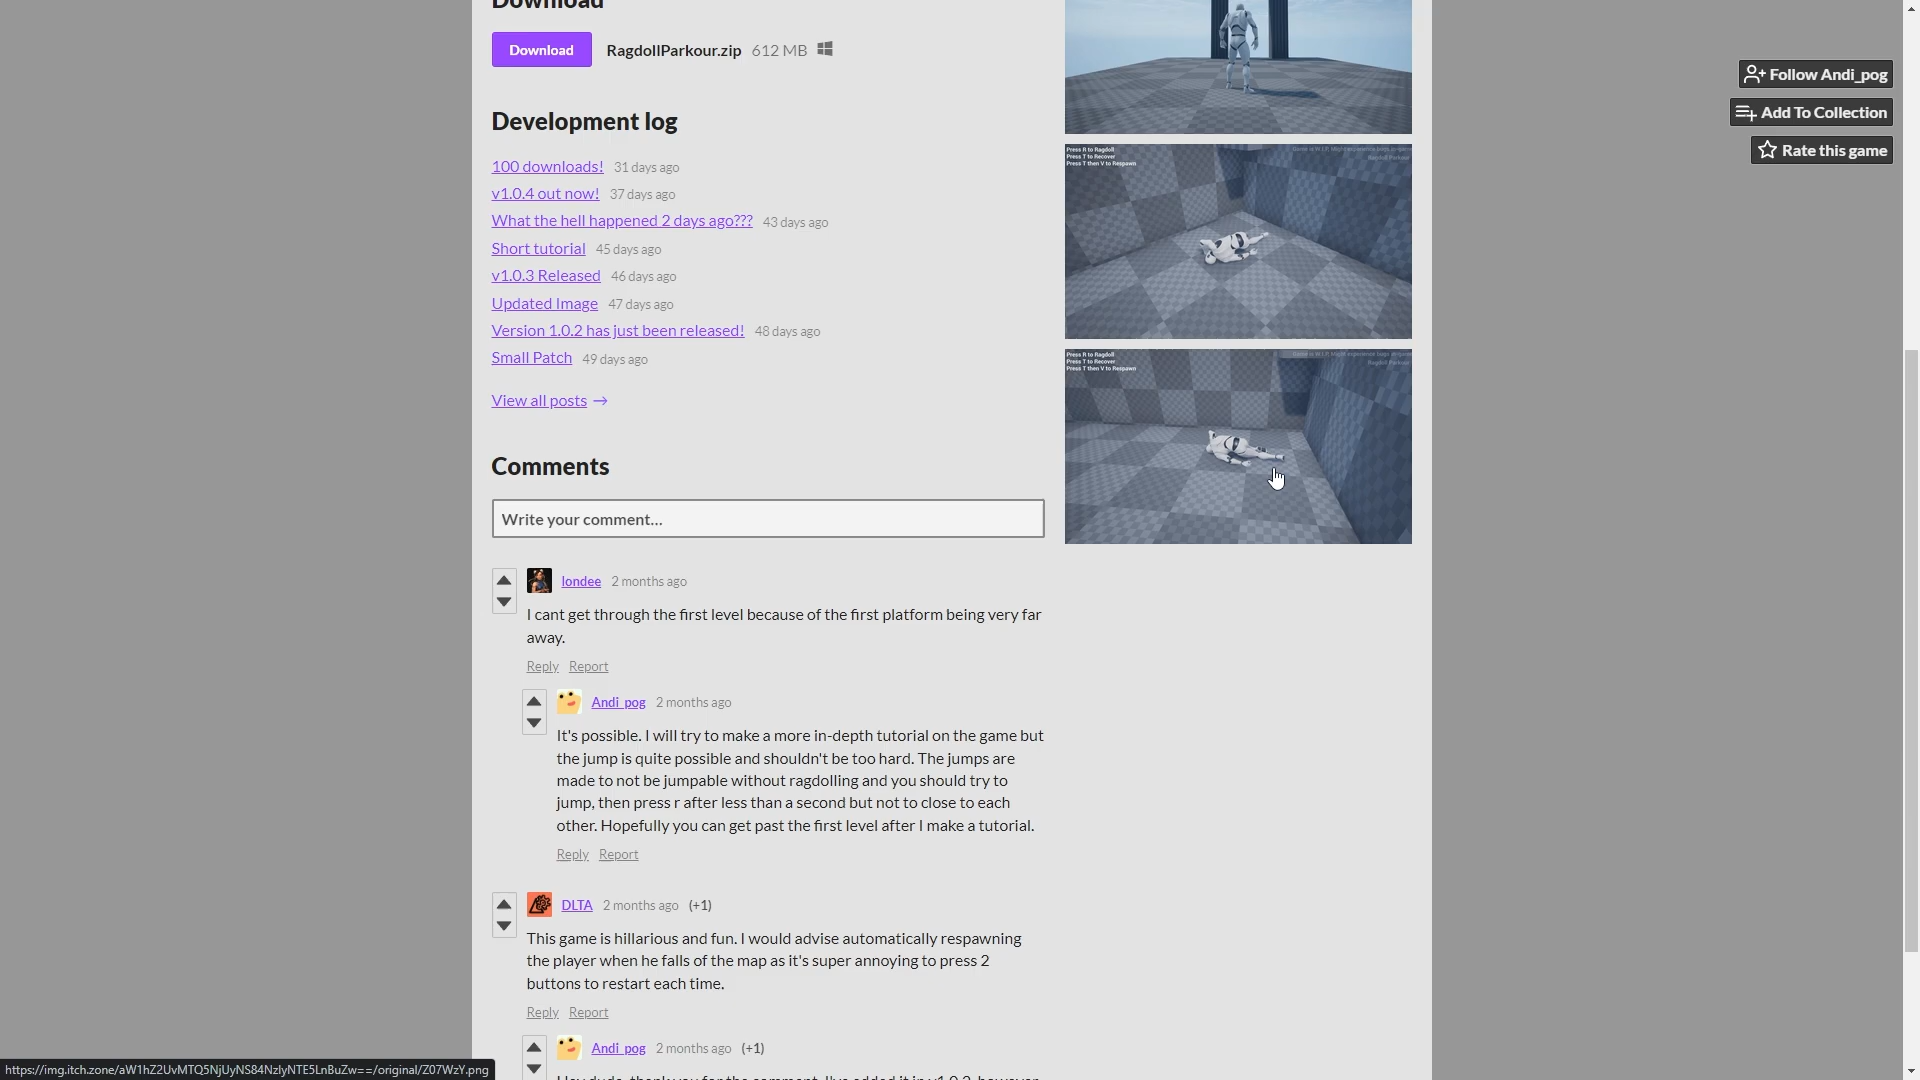 Download
Download RagdollParkour.zip 612 MB
Development log
100 downloads! 31 days ago
v1.0.4 out now! 37 days ago
What the hell happened 2 days ago??? 43 days ago
Short tutorial 45 days ago
v1.0.3 Released 46 days ago
Updated Image 47 days ago
Version 1.0.2 has just been released! 48 days ago
Small Patch 49 days ago
View all posts →
Comments
Write your comment...
londee 2 months ago
I cant get through the first level because of the first platform being very far
away.
Reply Report
Andi_pog 2 months ago
It's possible. I will try to make a more in-depth tutorial on the game but
the jump is quite possible and shouldn't be too hard. The jumps are
made to not be jumpable without ragdolling and you should try to
jump, then press r after less than a second but not to close to each
other. Hopefully you can get past the first level after I make a tutorial.
Reply Report
DLTA 2 months ago (+1)
This game is hillarious and fun. I would advise automatically respawning
the player when he falls of the map as it's super annoying to press 2
buttons to restart each time.
Reply Report
Andi_pog 2 months ago (+1)
Press R to Ragdoll
Press T to Recover
Press T then V to Respawn
Ragdoll Parkour
Press R to Ragdoll
Press T to Recover
Press T then V to Respawn
Ragdoll Parkour
Follow Andi_pog
Add To Collection
Rate this game